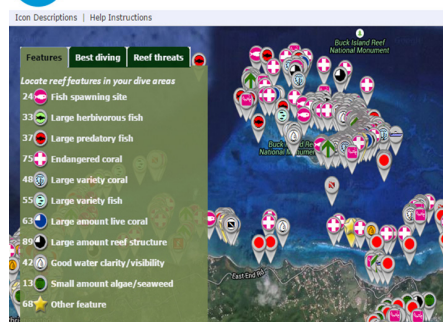 Icon Descriptions | Help Instructions
Buck Island Reef
National Monument
Features
Best diving
Reef threats
Locate reef features in your dive areas
24 Fish spawning site
33 Large herbivorous fish
37 Large predatory fish
75 Endangered coral
48 Large variety coral
55 Large variety fish
63 Large amount live coral
89 Large amount reef structure
42 Good water clarity/visibility
13 Small amount algae/seaweed
68 Other feature
Buck
National
East End Rd